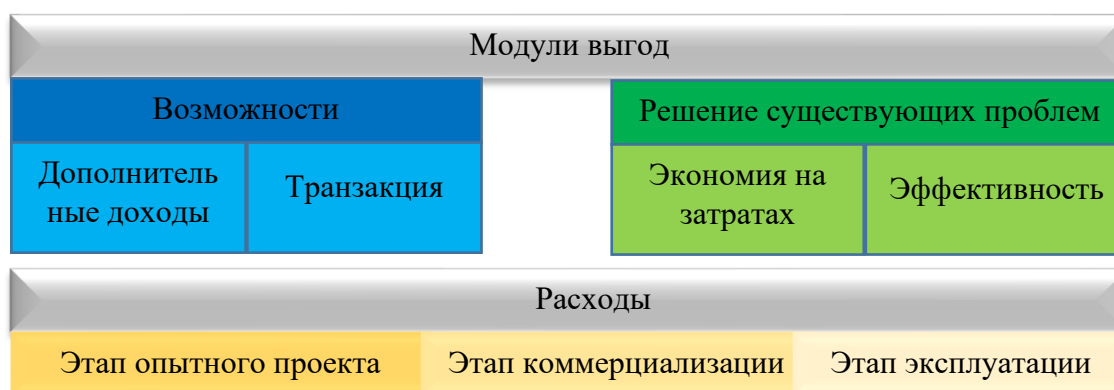 Модули выгод
Возможности
Решение существующих проблем
Дополнитель
ные доходы
Транзакция
Экономия на
затратах
Эффективность
Расходы
Этап опытного проекта
Этап коммерциализации
Этап эксплуатации